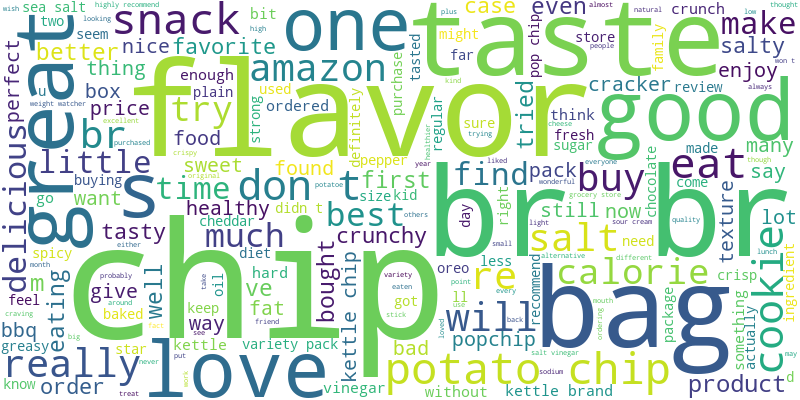 wish sea salt highly recommend
looking two
snack
one
taste
case even
plus almost
natural low thought
make
seem bit high
better nice favorite
thing
great
flavor
amazon
tasted might far
store people
pop chip crunch
family
salty
won t
enjoy
delicious perfect
u box
weight watcher
price
enough used
plain ordered
try
strong
purchase
kind
definitely
regular
healthier
sure
trying
tried
cracker review
think
fresh
sugar
good
always
excellent
purchased
br
food
crispy
sweet found
pepper
cheese
year liked
everyone
wonderful
made many
chocolate
come
though
say
little
buying original
s time don t first
potatoe
size kid
find pack
buy eat
grocery store
go want
healthy
didn t
best
others
day right
still now
texture
lot
tasty
cheddar
much
crunchy
br br
light
sour cream
quality
m spicy
either
chip
bought
salt need
small
less
alternative different
lunch
ingredient
month
feel
craving
give
probably
around
well
diet hard
ve
oil
take
variety
eaten
re
oreo
calorie
crisp
cookie
bbq
greasy
eating
baked
fat
keep
got
point
every
ll
recommend
bag
package
something
actually
star
fact
way
friend
stick
use
loved
will
back
mouth
ordering
big
never
kettle
see
variety pack
kettle chip
bad
popchip
salt vinegar
may
really
put
love
potato chip
product
know order
treat
work
vinegar without
sodium
kettle brand
d